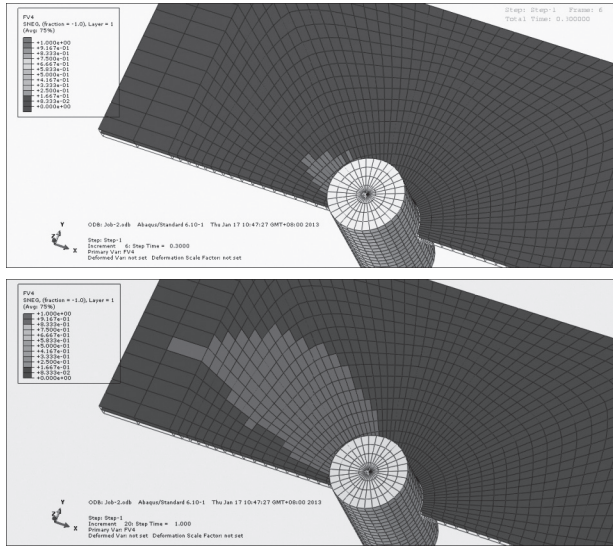 Step: Step-1 Frame: 6
Total Time: 0.300000
FV4
SNEG, (fraction = -1.0), Layer = 1
(Avg: 75%)
+1.000e+00
+9.167e-01
+8.333e-01
+7.500e-01
+6.667e-01
+5.833e-01
+5.000e-01
+4.167e-01
+3.333e-01
+2.500e-01
+1.667e-01
+8.333e-02
+0.000e+00
Y
Z
X
ODB: Job-2.odb Abaqus/Standard 6.10-1 Thu Jan 17 10:47:27 GMT+08:00 2013
Step: Step-1
Increment 6: Step Time = 0.3000
Primary Var: FV4
Deformed Var: not set Deformation Scale Factor: not set
FV4
SNEG, (fraction = -1.0), Layer = 1
(Avg: 75%)
+1.000e+00
+9.167e-01
+8.333e-01
+7.500e-01
+6.667e-01
+5.833e-01
+5.000e-01
+4.167e-01
+3.333e-01
+2.500e-01
+1.667e-01
+8.333e-02
+0.000e+00
Y
Z
X
ODB: Job-2.odb Abaqus/Standard 6.10-1 Thu Jan 17 10:47:27 GMT+08:00 2013
Step: Step-1
Increment 20: Step Time = 1.000
Primary Var: FV4
Deformed Var: not set Deformation Scale Factor: not set